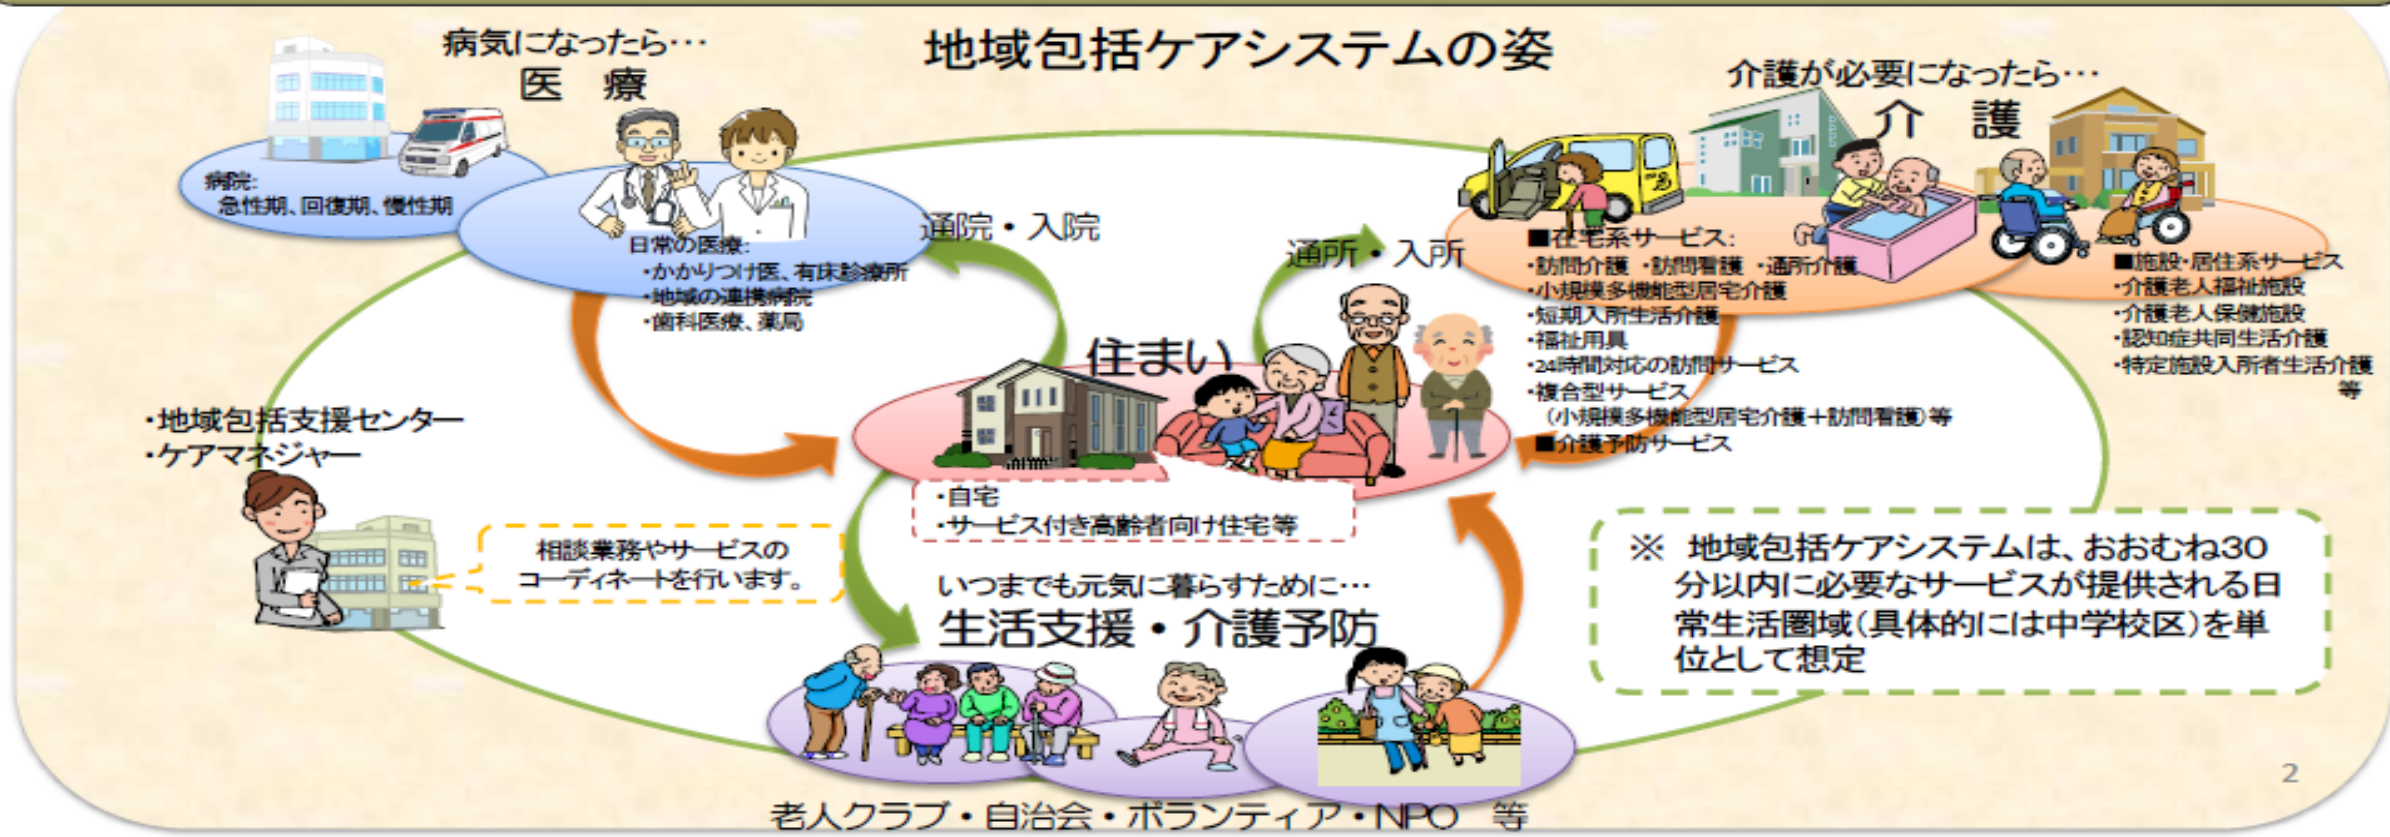 地域包括ケアシステムの姿
病気になったら…
医　療
病院:
急性期、回復期、慢性期
日常の医療:
・かかりつけ医、有床診療所
・地域の連携病院
・歯科医療、薬局
通院・入院
通所・入所
介護が必要になったら…
介　護
■在宅系サービス:
・訪問介護 ・訪問看護 ・通所介護
・小規模多機能型居宅介護
・短期入所生活介護
・福祉用具
・24時間対応の訪問サービス
・複合型サービス
（小規模多機能型居宅介護＋訪問看護）等
■介護予防サービス
■施設・居住系サービス
・介護老人福祉施設
・介護老人保健施設
・認知症共同生活介護
・特定施設入所者生活介護
等
住まい
・自宅
・サービス付き高齢者向け住宅等
・地域包括支援センター
・ケアマネジャー
相談業務やサービスの
コーディネートを行います。
いつまでも元気に暮らすために…
生活支援・介護予防
老人クラブ・自治会・ボランティア・NPO　等
※　地域包括ケアシステムは、おおむね30
分以内に必要なサービスが提供される日
常生活圏域（具体的には中学校区）を単
位として想定
2